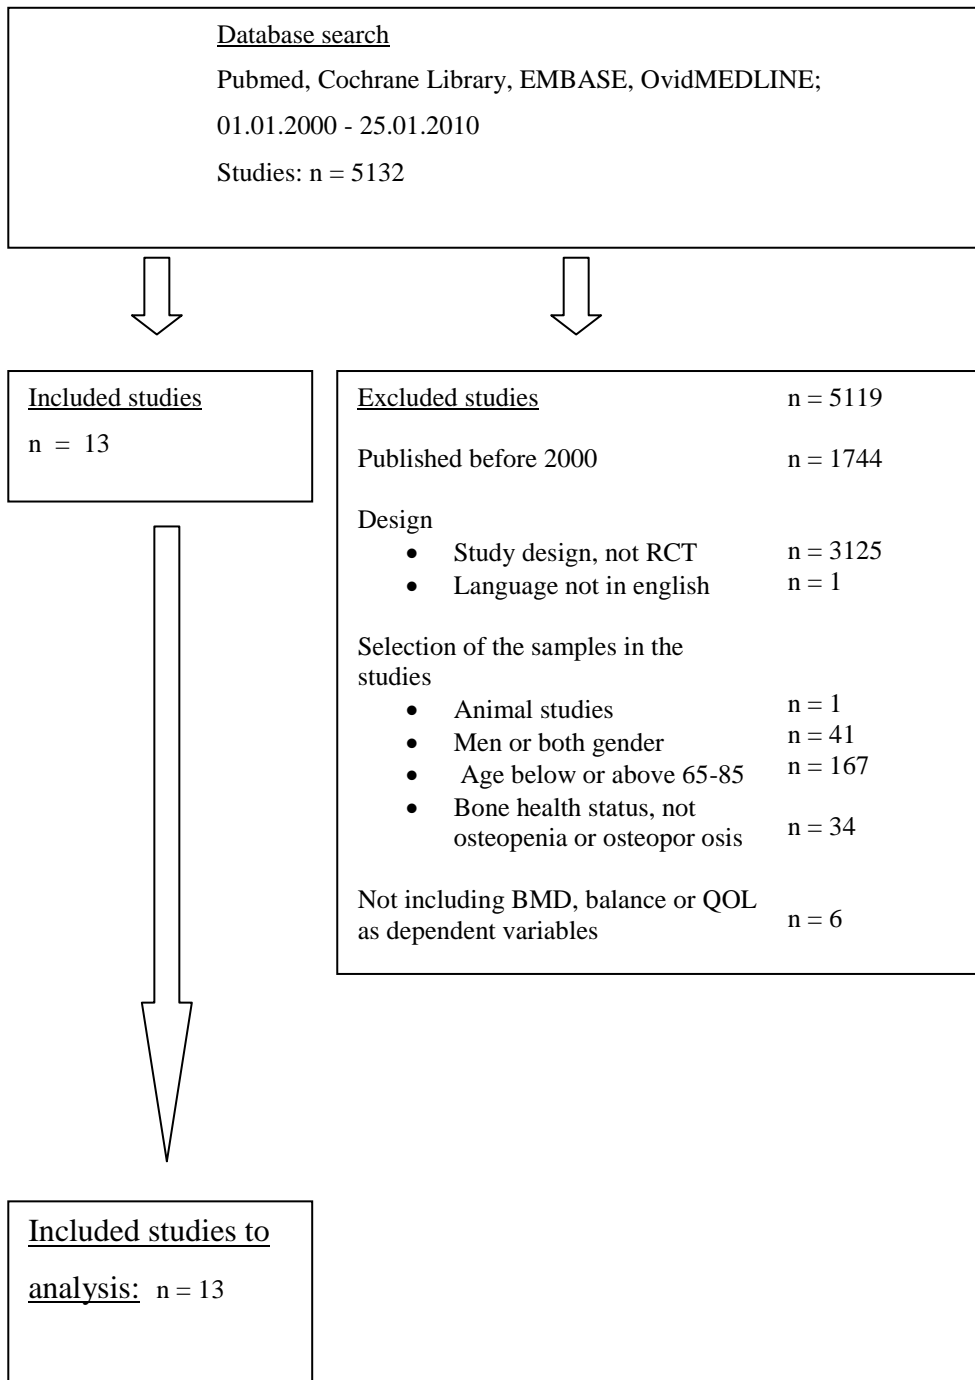 Database search
Pubmed, Cochrane Library, EMBASE, OvidMEDLINE;
01.01.2000 - 25.01.2010
Studies: n = 5132
Included studies
n = 13
Excluded studies n = 5119
Published before 2000 n = 1744
Design
• Study design, not RCT n = 3125
• Language not in english n = 1
Selection of the samples in the
studies
• Animal studies n = 1
• Men or both gender n = 41
• Age below or above 65-85 n = 167
• Bone health status, not
osteopenia or osteopor osis n = 34
Not including BMD, balance or QOL
as dependent variables n = 6
Included studies to
analysis: n = 13